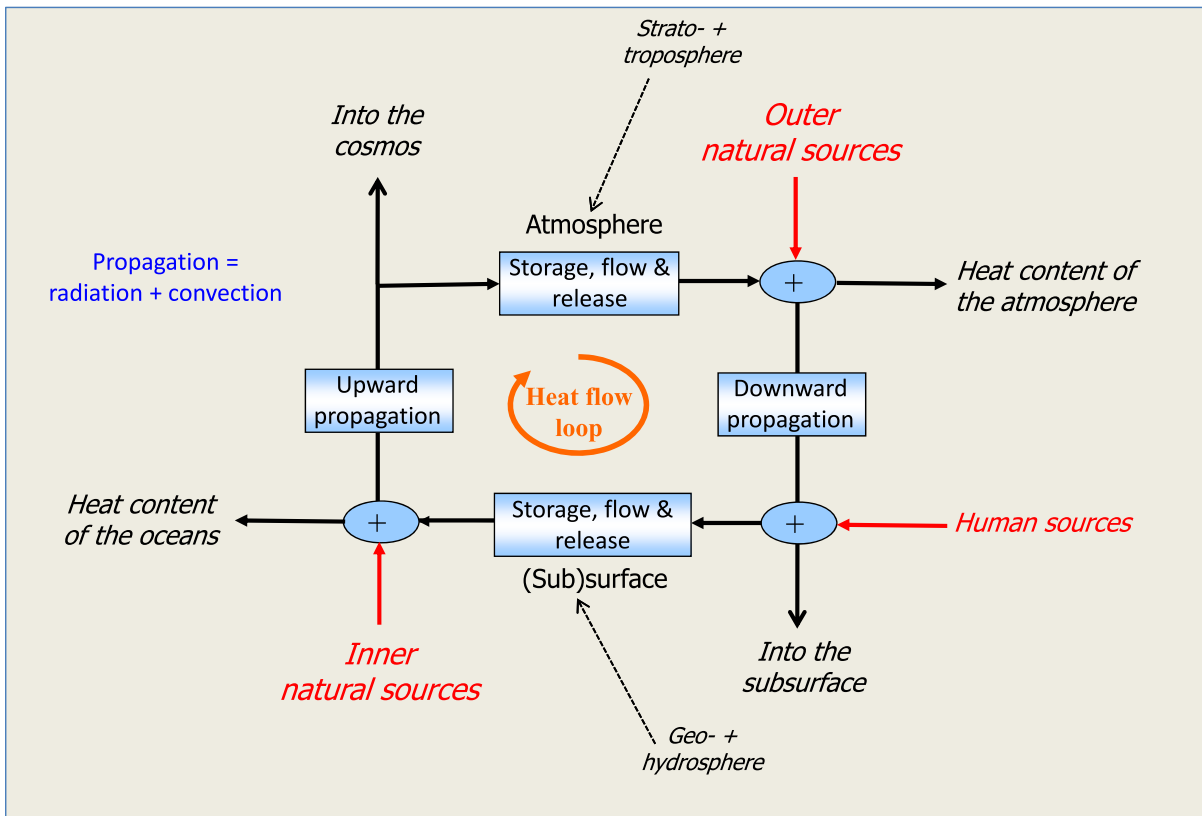 Strato- +
troposphere
Into the
cosmos
Outer
natural sources
Atmosphere
Propagation =
radiation + convection
Storage, flow &
release
+
Heat content of
the atmosphere
Upward
propagation
Heat flow
loop
Downward
propagation
Heat content
of the oceans
+
Storage, flow &
release
+
Human sources
(Sub)surface
Inner
natural sources
Into the
subsurface
Geo- +
hydrosphere